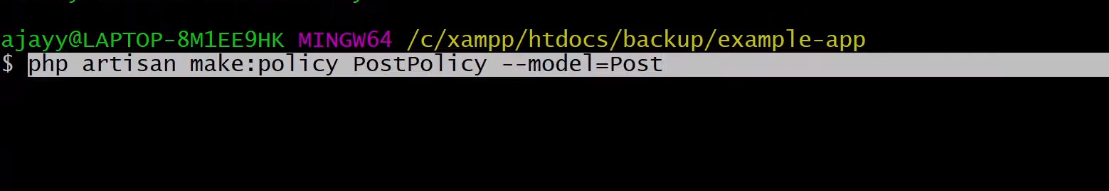 ajayy@LAPTOP-8M1EE9HK MINGW64 /c/xampp/htdocs/backup/example-app
$ php artisan make:policy PostPolicy --model=Post